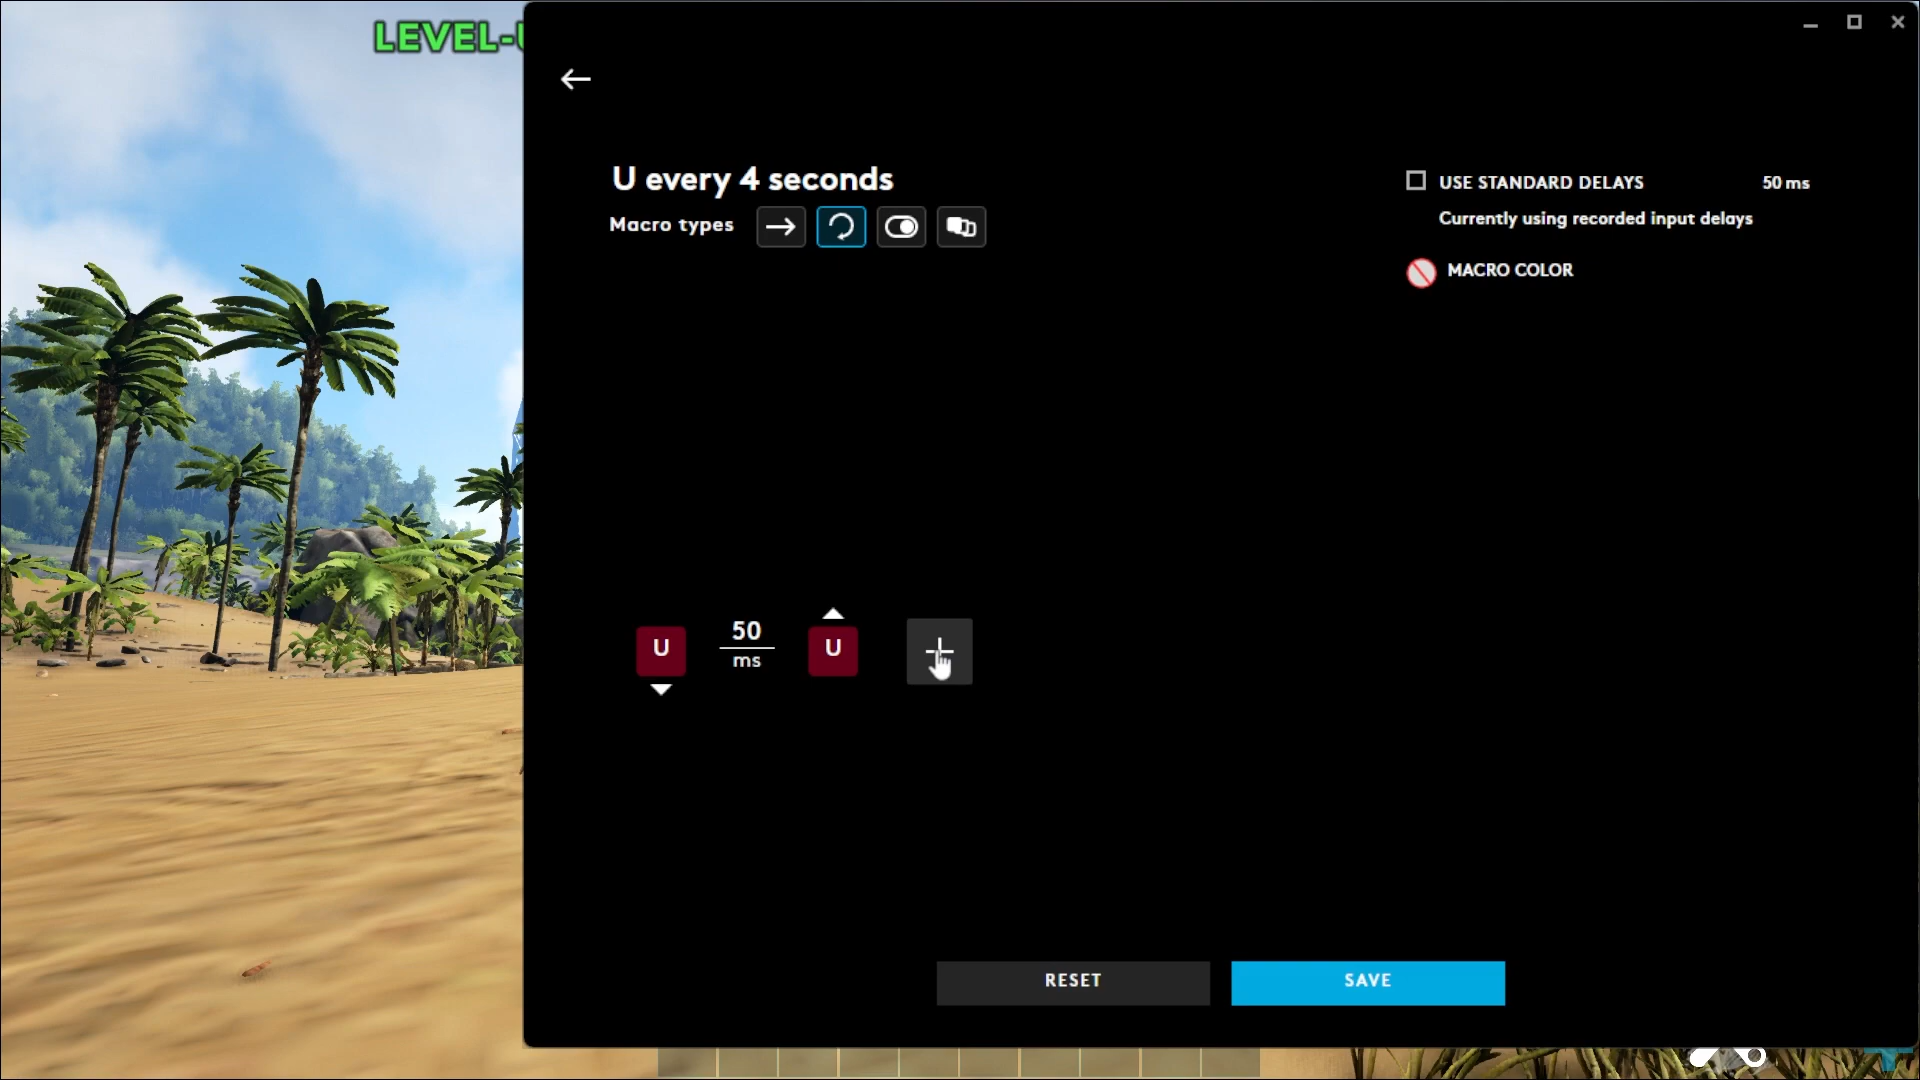 LEVEL-U
U every 4 seconds
Macro types
USE STANDARD DELAYS 50 ms
Currently using recorded input delays
MACRO COLOR
U 50 ms U
RESET SAVE